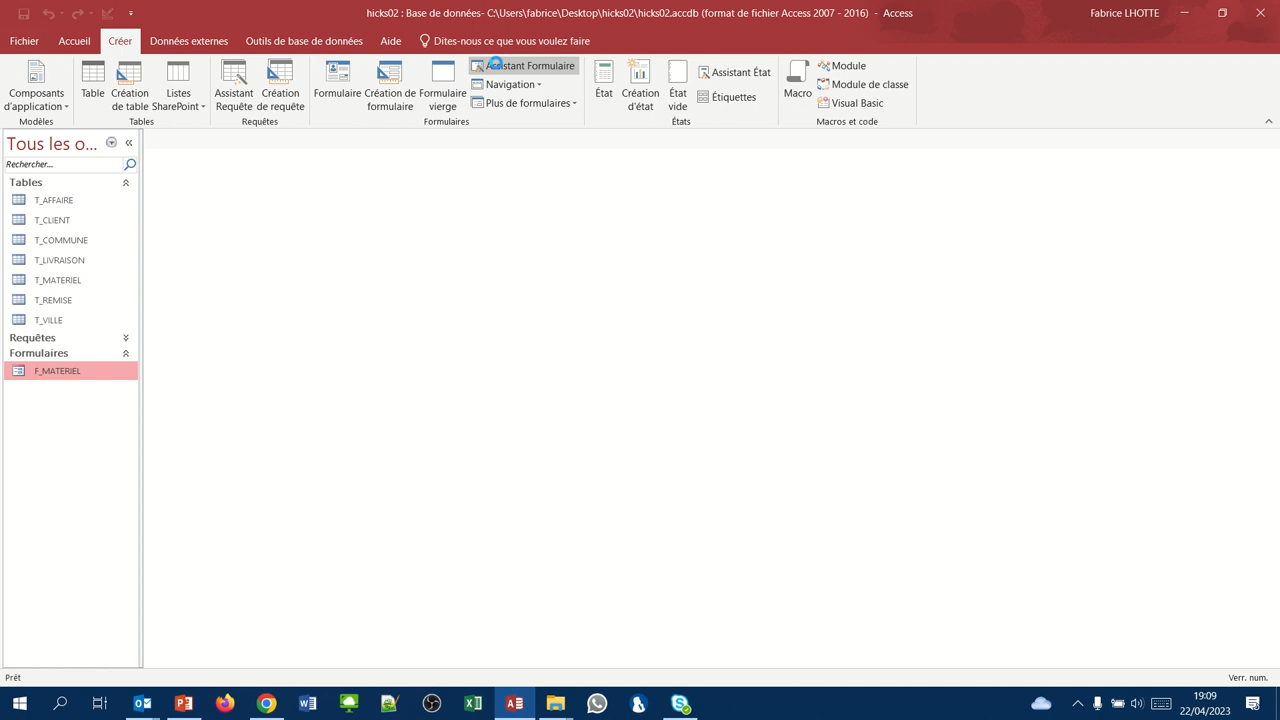 hicks02 : Base de données- C:\Users\fabrice\Desktop\hicks02\hicks02.accdb (format de fichier Access 2007 - 2016) - Access
Fabrice LHOTTE
Fichier Accueil Créer Données externes Outils de base de données Aide Dites-nous ce que vous voulez faire
Composants d'application
Table
Création de table
Listes SharePoint
Assistant Requête
Création de requête
Formulaire
Création de formulaire
Formulaire vierge
Assistant Formulaire
Navigation
Plus de formulaires
État
Création d'état
État vide
Assistant État
Étiquettes
Macro
Module
Module de classe
Visual Basic
Modèles Tables Requêtes Formulaires États Macros et code
Tous les o...
Rechercher...
Tables
T_AFFAIRE
T_CLIENT
T_COMMUNE
T_LIVRAISON
T_MATERIEL
T_REMISE
T_VILLE
Requêtes
Formulaires
F_MATERIEL
Prêt
Verr. num.
19:09
22/04/2023